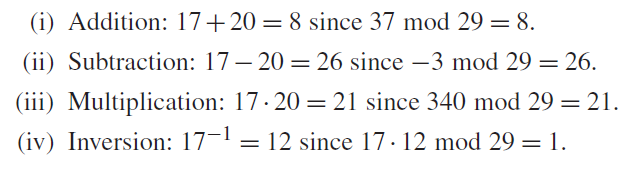 (i) Addition: 17+20 = 8 since 37 mod 29 = 8.
(ii) Subtraction: 17 – 20 = 26 since −3 mod 29 = 26.
(iii) Multiplication: 17 · 20 = 21 since 340 mod 29 = 21.
(iv) Inversion: 17⁻¹ = 12 since 17 · 12 mod 29 = 1.